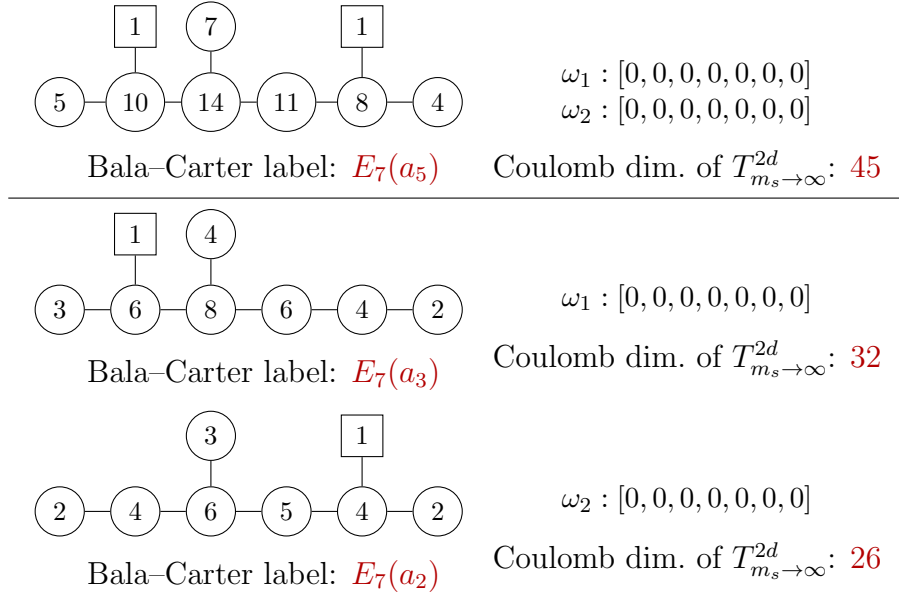 1 7 1
5 10 14 11 8 4
ω₁ : [0, 0, 0, 0, 0, 0, 0]
ω₂ : [0, 0, 0, 0, 0, 0, 0]
Bala–Carter label: E₇(a₅)
Coulomb dim. of T^{2d}_{m_s→∞}: 45
1 4
3 6 8 6 4 2
ω₁ : [0, 0, 0, 0, 0, 0, 0]
Bala–Carter label: E₇(a₃)
Coulomb dim. of T^{2d}_{m_s→∞}: 32
3 1
2 4 6 5 4 2
ω₂ : [0, 0, 0, 0, 0, 0, 0]
Bala–Carter label: E₇(a₂)
Coulomb dim. of T^{2d}_{m_s→∞}: 26